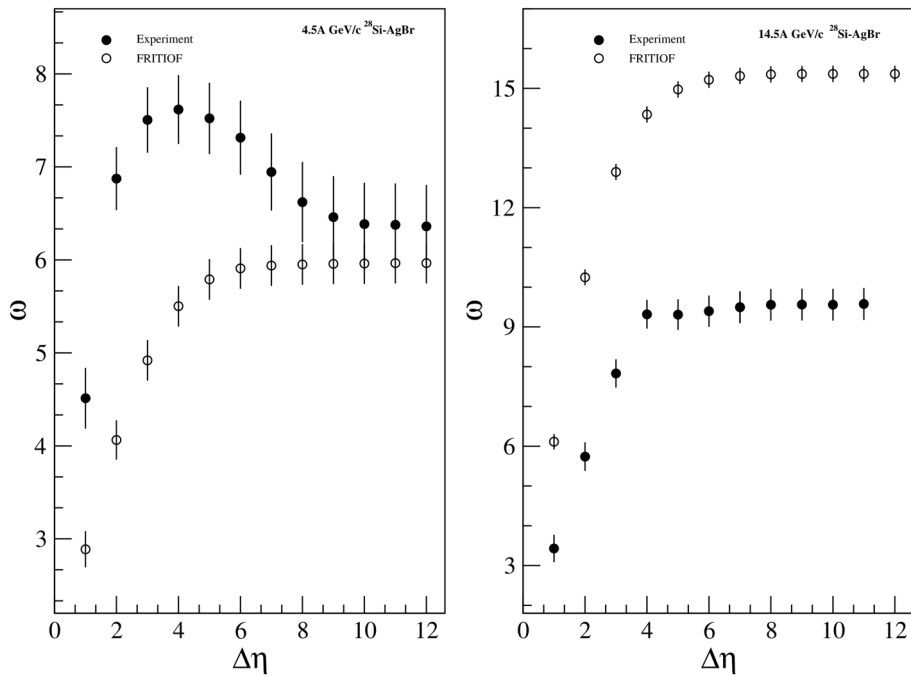 4.5A GeV/c ²⁸Si-AgBr
Experiment
FRITIOF
8
7
6
5
4
3
ω
0 2 4 6 8 10 12
Δη
14.5A GeV/c ²⁸Si-AgBr
Experiment
FRITIOF
15
12
9
6
3
ω
0 2 4 6 8 10 12
Δη